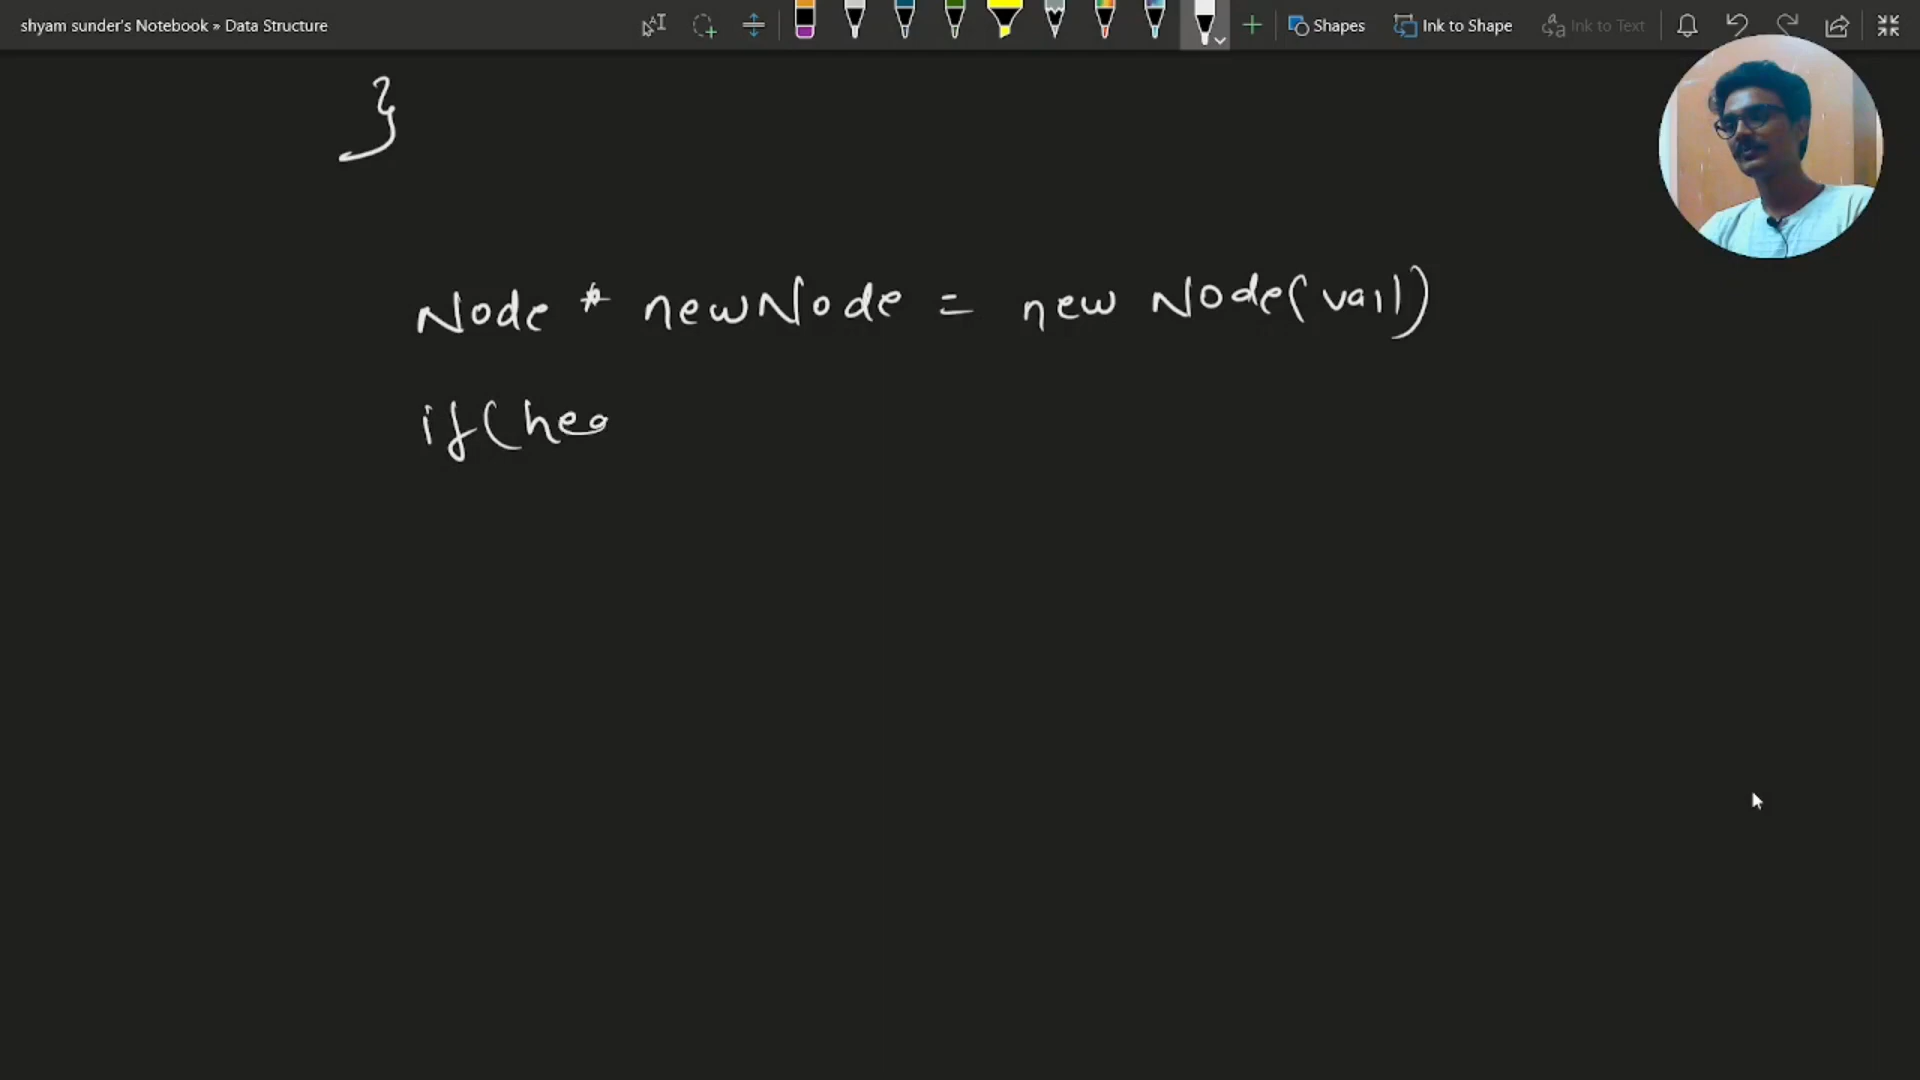 shyam sunder's Notebook » Data Structure
Shapes
Ink to Shape
Ink to Text
}
Node * newNode = new Node(val)
if(hea